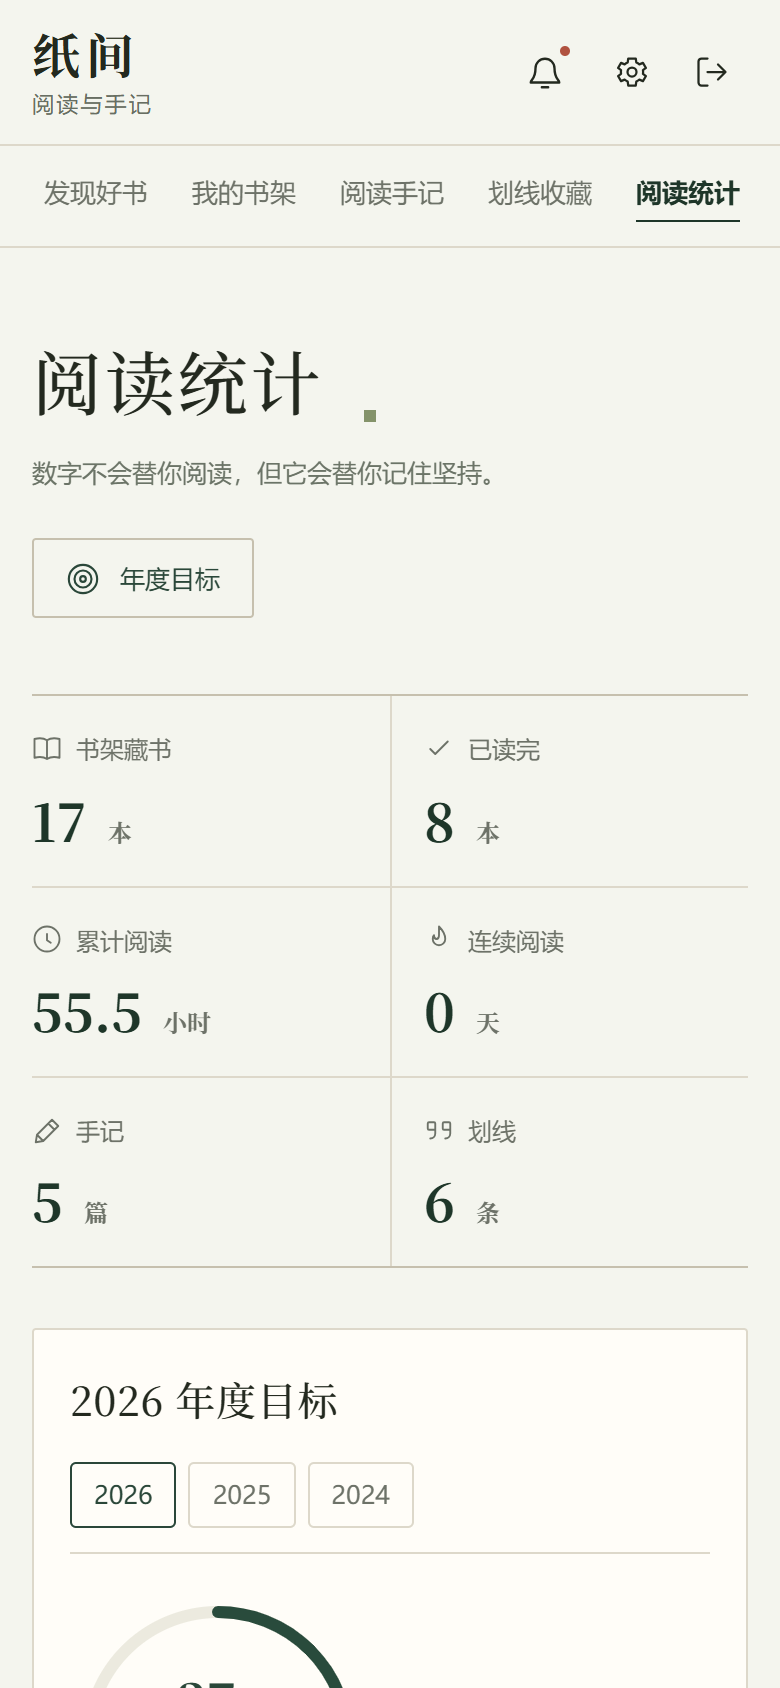 纸间
阅读与手记
发现好书 我的书架 阅读手记 划线收藏 阅读统计
阅读统计
数字不会替你阅读，但它会替你记住坚持。
年度目标
书架藏书 已读完
17 本 8 本
累计阅读 连续阅读
55.5 小时 0 天
手记 划线
5 篇 6 条
2026 年度目标
2026 2025 2024